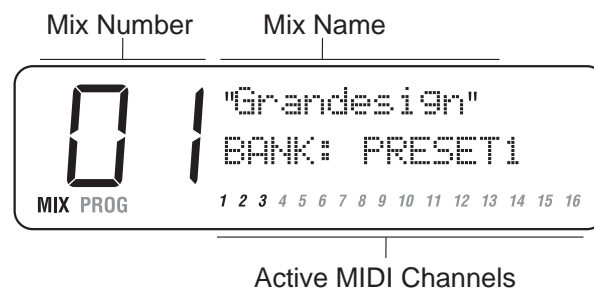 Mix Number Mix Name
01 "Grandesign"
BANK: PRESET1
MIX PROG 1 2 3 4 5 6 7 8 9 10 11 12 13 14 15 16
Active MIDI Channels